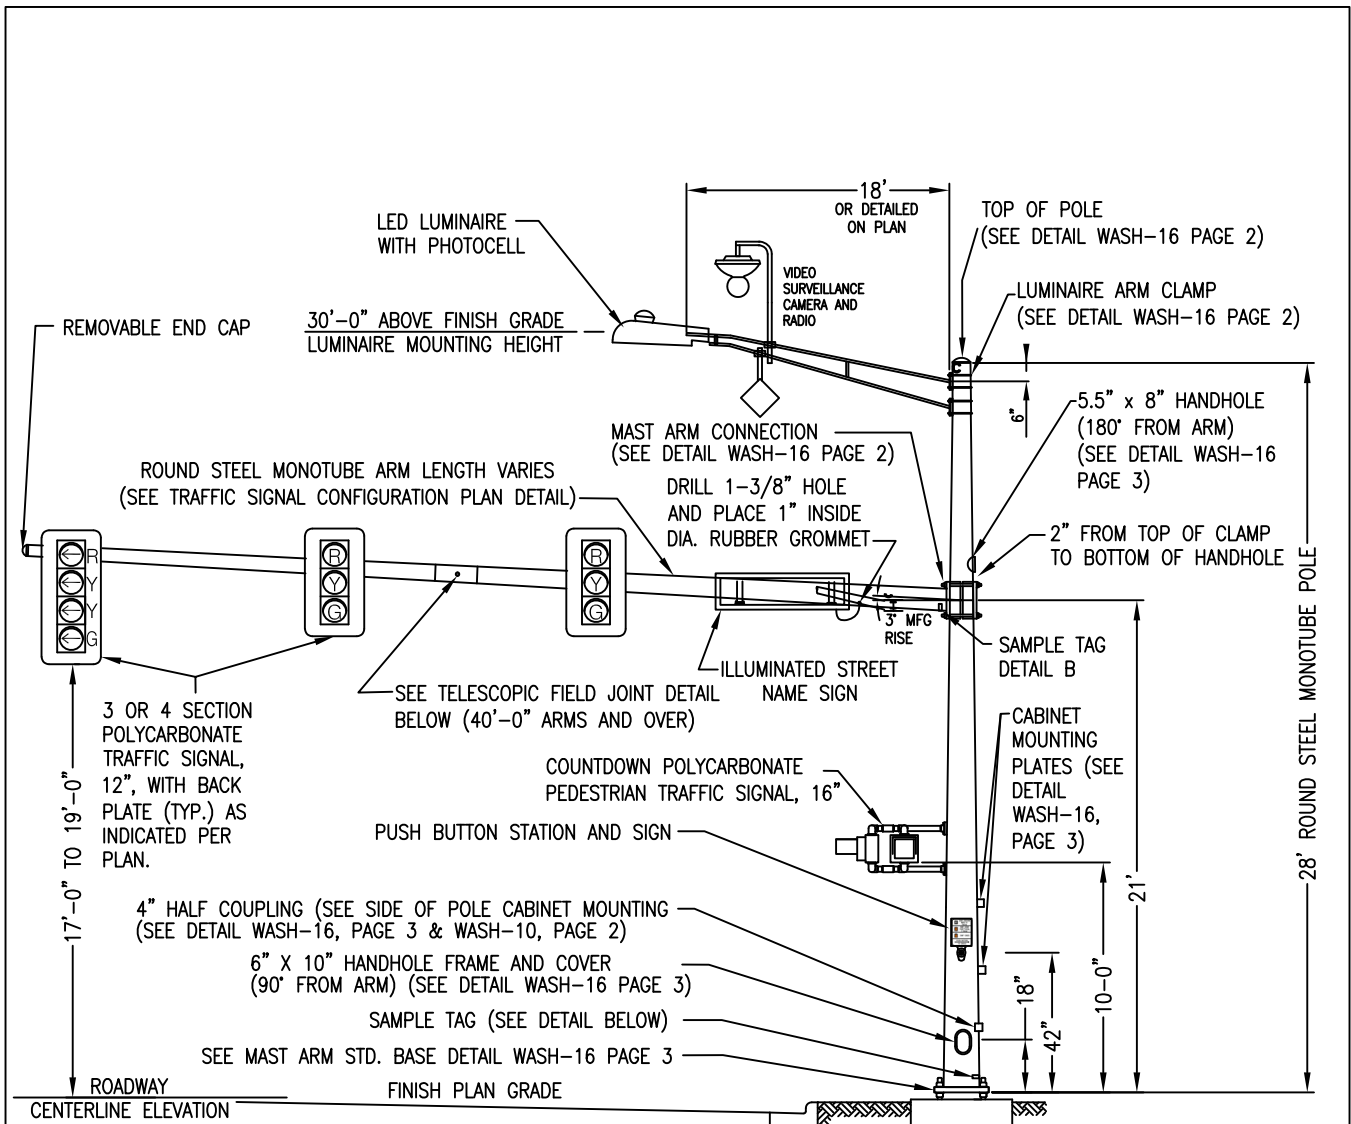 18'
OR DETAILED
ON PLAN
TOP OF POLE
(SEE DETAIL WASH-16 PAGE 2)
LED LUMINAIRE
WITH PHOTOCELL
VIDEO
SURVEILLANCE
CAMERA AND
RADIO
LUMINAIRE ARM CLAMP
(SEE DETAIL WASH-16 PAGE 2)
REMOVABLE END CAP
30'-0" ABOVE FINISH GRADE
LUMINAIRE MOUNTING HEIGHT
6"
5.5" x 8" HANDHOLE
(180° FROM ARM)
(SEE DETAIL WASH-16
PAGE 3)
MAST ARM CONNECTION
(SEE DETAIL WASH-16 PAGE 2)
ROUND STEEL MONOTUBE ARM LENGTH VARIES
(SEE TRAFFIC SIGNAL CONFIGURATION PLAN DETAIL)
DRILL 1-3/8" HOLE
AND PLACE 1" INSIDE
DIA. RUBBER GROMMET
2" FROM TOP OF CLAMP
TO BOTTOM OF HANDHOLE
R
Y
Y
G
R
Y
G
R
Y
G
3° MFG
RISE
SAMPLE TAG
DETAIL B
ILLUMINATED STREET
NAME SIGN
SEE TELESCOPIC FIELD JOINT DETAIL
BELOW (40'-0" ARMS AND OVER)
3 OR 4 SECTION
POLYCARBONATE
TRAFFIC SIGNAL,
12", WITH BACK
PLATE (TYP.) AS
INDICATED PER
PLAN.
17'-0" TO 19'-0"
CABINET
MOUNTING
PLATES (SEE
DETAIL
WASH-16,
PAGE 3)
COUNTDOWN POLYCARBONATE
PEDESTRIAN TRAFFIC SIGNAL, 16"
PUSH BUTTON STATION AND SIGN
28' ROUND STEEL MONOTUBE POLE
21'
10-0"
42"
18"
4" HALF COUPLING (SEE SIDE OF POLE CABINET MOUNTING
(SEE DETAIL WASH-16, PAGE 3 & WASH-10, PAGE 2)
6" X 10" HANDHOLE FRAME AND COVER
(90° FROM ARM) (SEE DETAIL WASH-16 PAGE 3)
SAMPLE TAG (SEE DETAIL BELOW)
SEE MAST ARM STD. BASE DETAIL WASH-16 PAGE 3
ROADWAY
CENTERLINE ELEVATION
FINISH PLAN GRADE